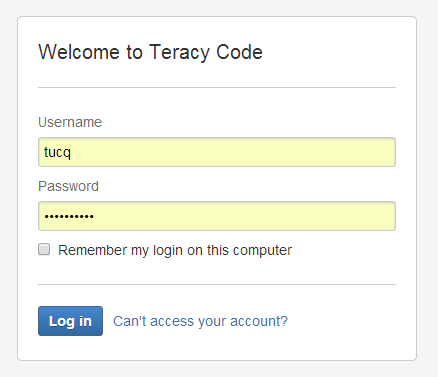 Welcome to Teracy Code
Username
tucq
Password
••••••••••
Remember my login on this computer
Log in Can't access your account?